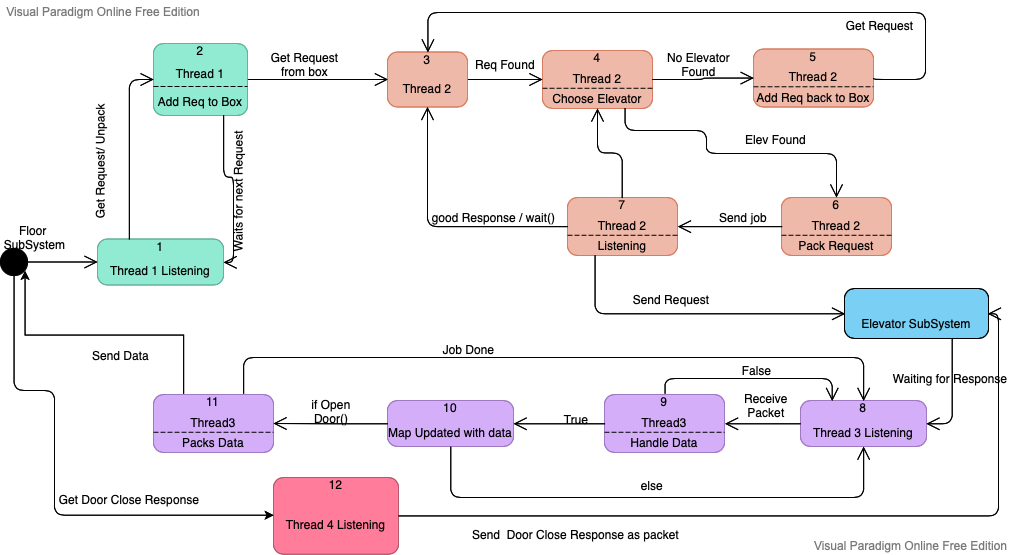 Visual Paradigm Online Free Edition
Get Request
2
Thread 1
Add Req to Box
Get Request
from box
3
Thread 2
Req Found
4
Thread 2
Choose Elevator
No Elevator
Found
5
Thread 2
Add Req back to Box
Get Request/ Unpack
Waits for next Request
Elev Found
Floor
SubSystem
1
Thread 1 Listening
good Response / wait()
7
Thread 2
Listening
Send job
6
Thread 2
Pack Request
Send Request
Elevator SubSystem
Send Data
Job Done
False
Waiting for Response
11
Thread3
Packs Data
if Open
Door()
10
Map Updated with data
True
9
Thread3
Handle Data
Receive
Packet
8
Thread 3 Listening
else
Get Door Close Response
12
Thread 4 Listening
Send  Door Close Response as packet
Visual Paradigm Online Free Edition